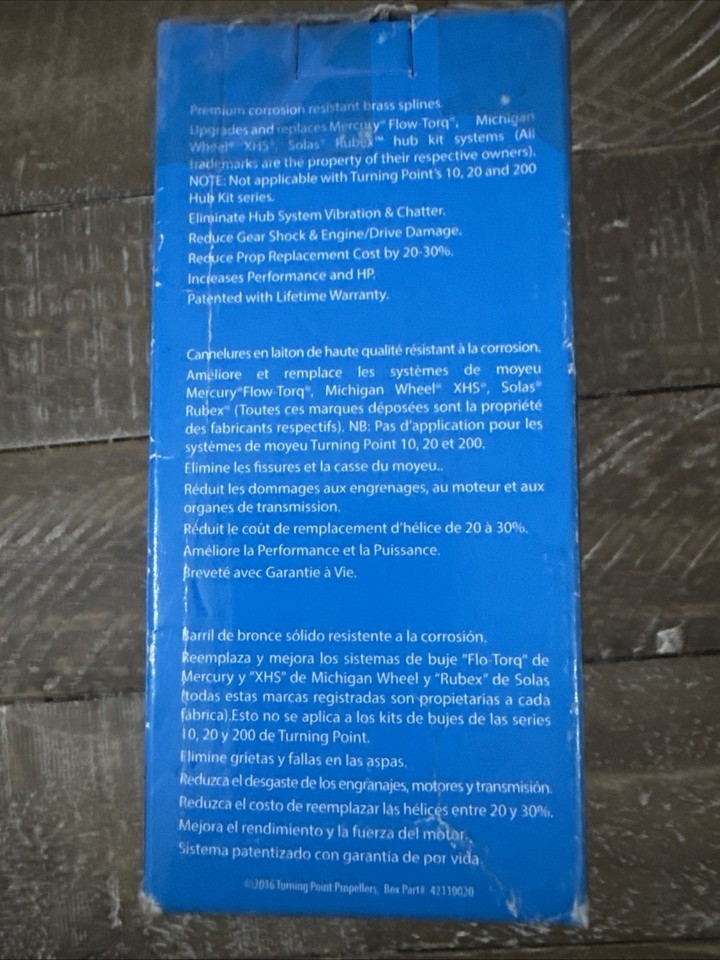 Premium corrosion resistant brass splines.
Upgrades and replaces Mercury® Flow-Torq®, Michigan
Wheel® XHS®, Solas® Rubex™ hub kit systems (All
trademarks are the property of their respective owners).
NOTE: Not applicable with Turning Point's 10, 20 and 200
Hub Kit series.
Eliminate Hub System Vibration & Chatter.
Reduce Gear Shock & Engine/Drive Damage.
Reduce Prop Replacement Cost by 20-30%.
Increases Performance and HP.
Patented with Lifetime Warranty.
Cannelures en laiton de haute qualité résistant à la corrosion.
Améliore et remplace les systèmes de moyeu
Mercury®Flow-Torq®, Michigan Wheel® XHS®, Solas®
Rubex® (Toutes ces marques déposées sont la propriété
des fabricants respectifs). NB: Pas d'application pour les
systèmes de moyeu Turning Point 10, 20 et 200.
Elimine les fissures et la casse du moyeu..
Réduit les dommages aux engrenages, au moteur et aux
organes de transmission.
Réduit le coût de remplacement d'hélice de 20 à 30%.
Améliore la Performance et la Puissance.
Breveté avec Garantie à Vie.
Barril de bronce sólido resistente a la corrosión.
Reemplaza y mejora los sistemas de buje "Flo-Torq" de
Mercury y "XHS" de Michigan Wheel y "Rubex" de Solas
(todas estas marcas registradas son propietarias a cada
fábrica).Esto no se aplica a los kits de bujes de las series
10, 20 y 200 de Turning Point.
Elimine grietas y fallas en las aspas.
Reduzca el desgaste de los engranajes, motores y transmisión.
Reduzca el costo de reemplazar las hélices entre 20 y 30%.
Mejora el rendimiento y la fuerza del motor.
Sistema patentizado con garantía de por vida
©2016 Turning Point Propellers. Box Part#: 42110020